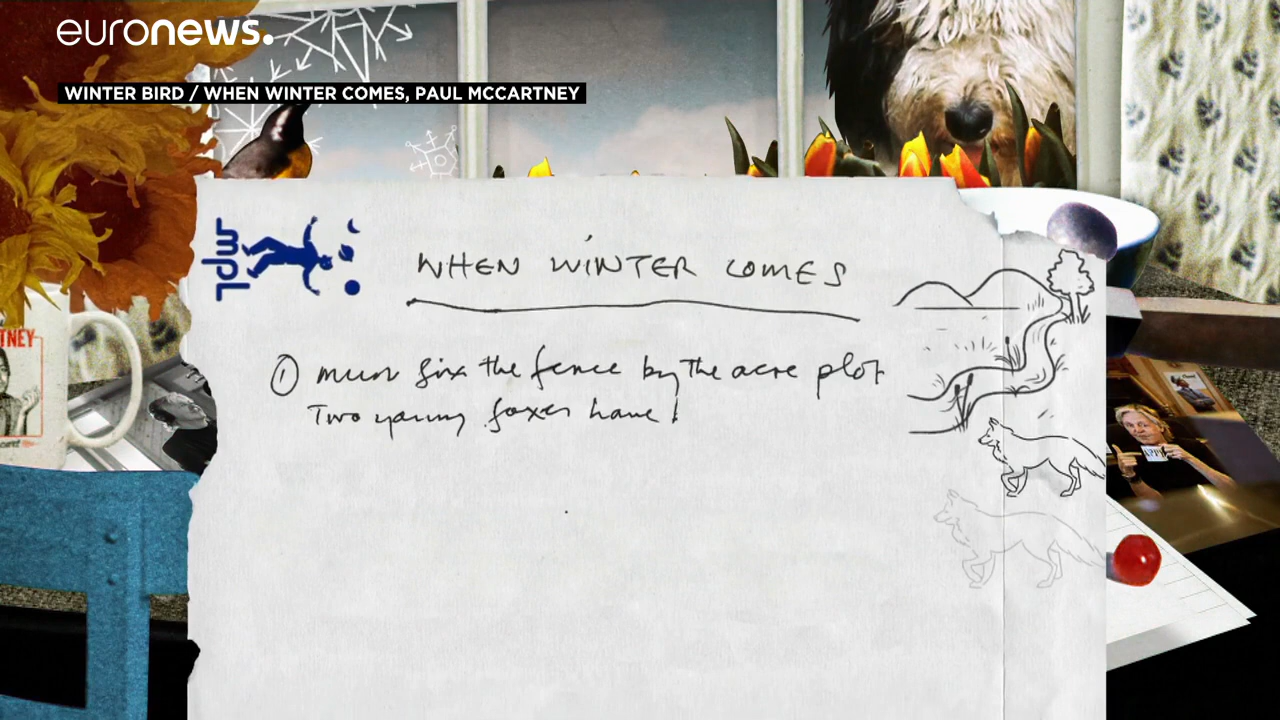 euronews.
WINTER BIRD / WHEN WINTER COMES, PAUL MCCARTNEY
mpl
WHEN WINTER COMES
① must fix the fence by the acre plot
Two young foxes have
TNEY